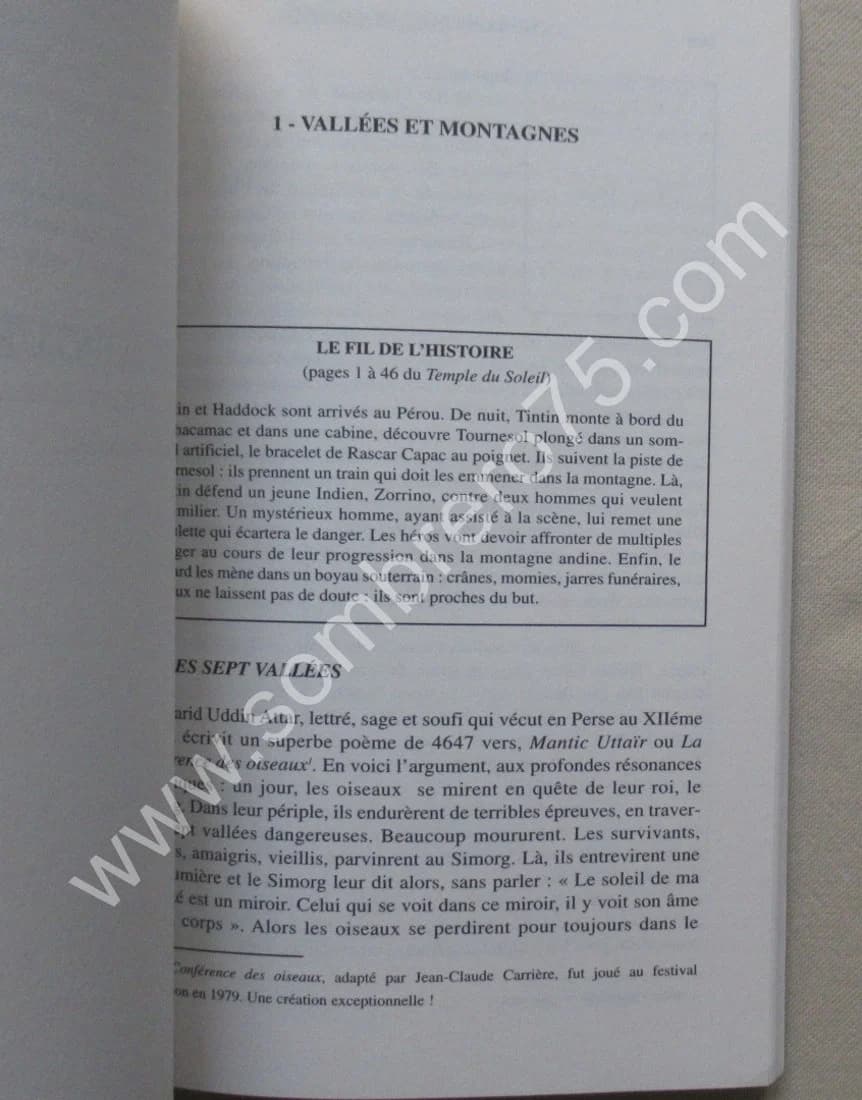 1 - VALLÉES ET MONTAGNES
LE FIL DE L'HISTOIRE
(pages 1 à 46 du Temple du Soleil)
in et Haddock sont arrivés au Pérou. De nuit, Tintin monte à bord du
acamac et dans une cabine, découvre Tournesol plongé dans un som-
l artificiel, le bracelet de Rascar Capac au poignet. Ils suivent la piste de
rnesol : ils prennent un train qui doit les emmener dans la montagne. Là,
in défend un jeune Indien, Zorrino, contre deux hommes qui veulent
milier. Un mystérieux homme, ayant assisté à la scène, lui remet une
ulette qui écartera le danger. Les héros vont devoir affronter de multiples
ger au cours de leur progression dans la montagne andine. Enfin, le
ard les mène dans un boyau souterrain : crânes, momies, jarres funéraires,
ux ne laissent pas de doute : ils sont proches du but.
ES SEPT VALLÉES
arid Uddin Attar, lettré, sage et soufi qui vécut en Perse au XIIéme
écrivit un superbe poème de 4647 vers, Mantic Uttaïr ou La
rence des oiseaux¹. En voici l'argument, aux profondes résonances
ques : un jour, les oiseaux se mirent en quête de leur roi, le
. Dans leur périple, ils endurèrent de terribles épreuves, en traver-
ept vallées dangereuses. Beaucoup moururent. Les survivants,
s, amaigris, vieillis, parvinrent au Simorg. Là, ils entrevirent une
umière et le Simorg leur dit alors, sans parler : « Le soleil de ma
é est un miroir. Celui qui se voit dans ce miroir, il y voit son âme
corps ». Alors les oiseaux se perdirent pour toujours dans le
Conférence des oiseaux, adapté par Jean-Claude Carrière, fut joué au festival
on en 1979. Une création exceptionnelle !
www.sombrero75.com